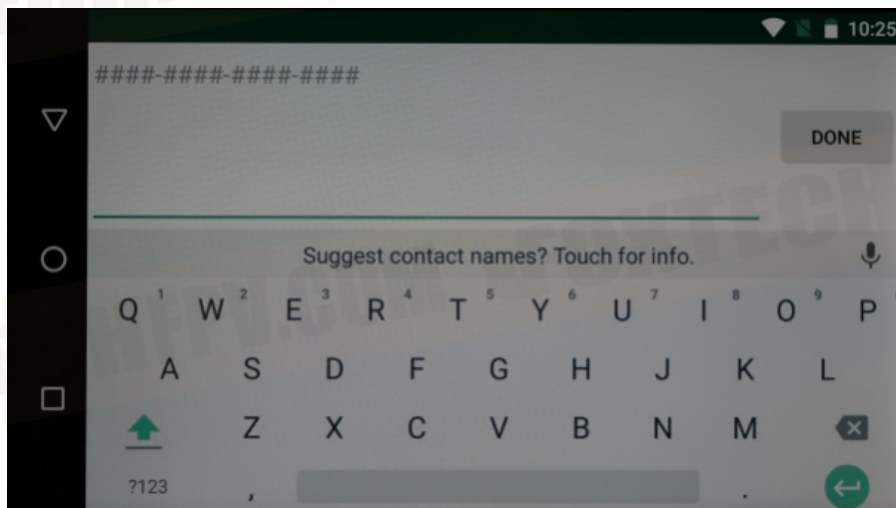 10:25
####-####-####-####
DONE
Suggest contact names? Touch for info.
Q 1 W 2 E 3 R 4 T 5 Y 6 U 7 I 8 O 9 P
A S D F G H J K L
Z X C V B N M
?123 , .